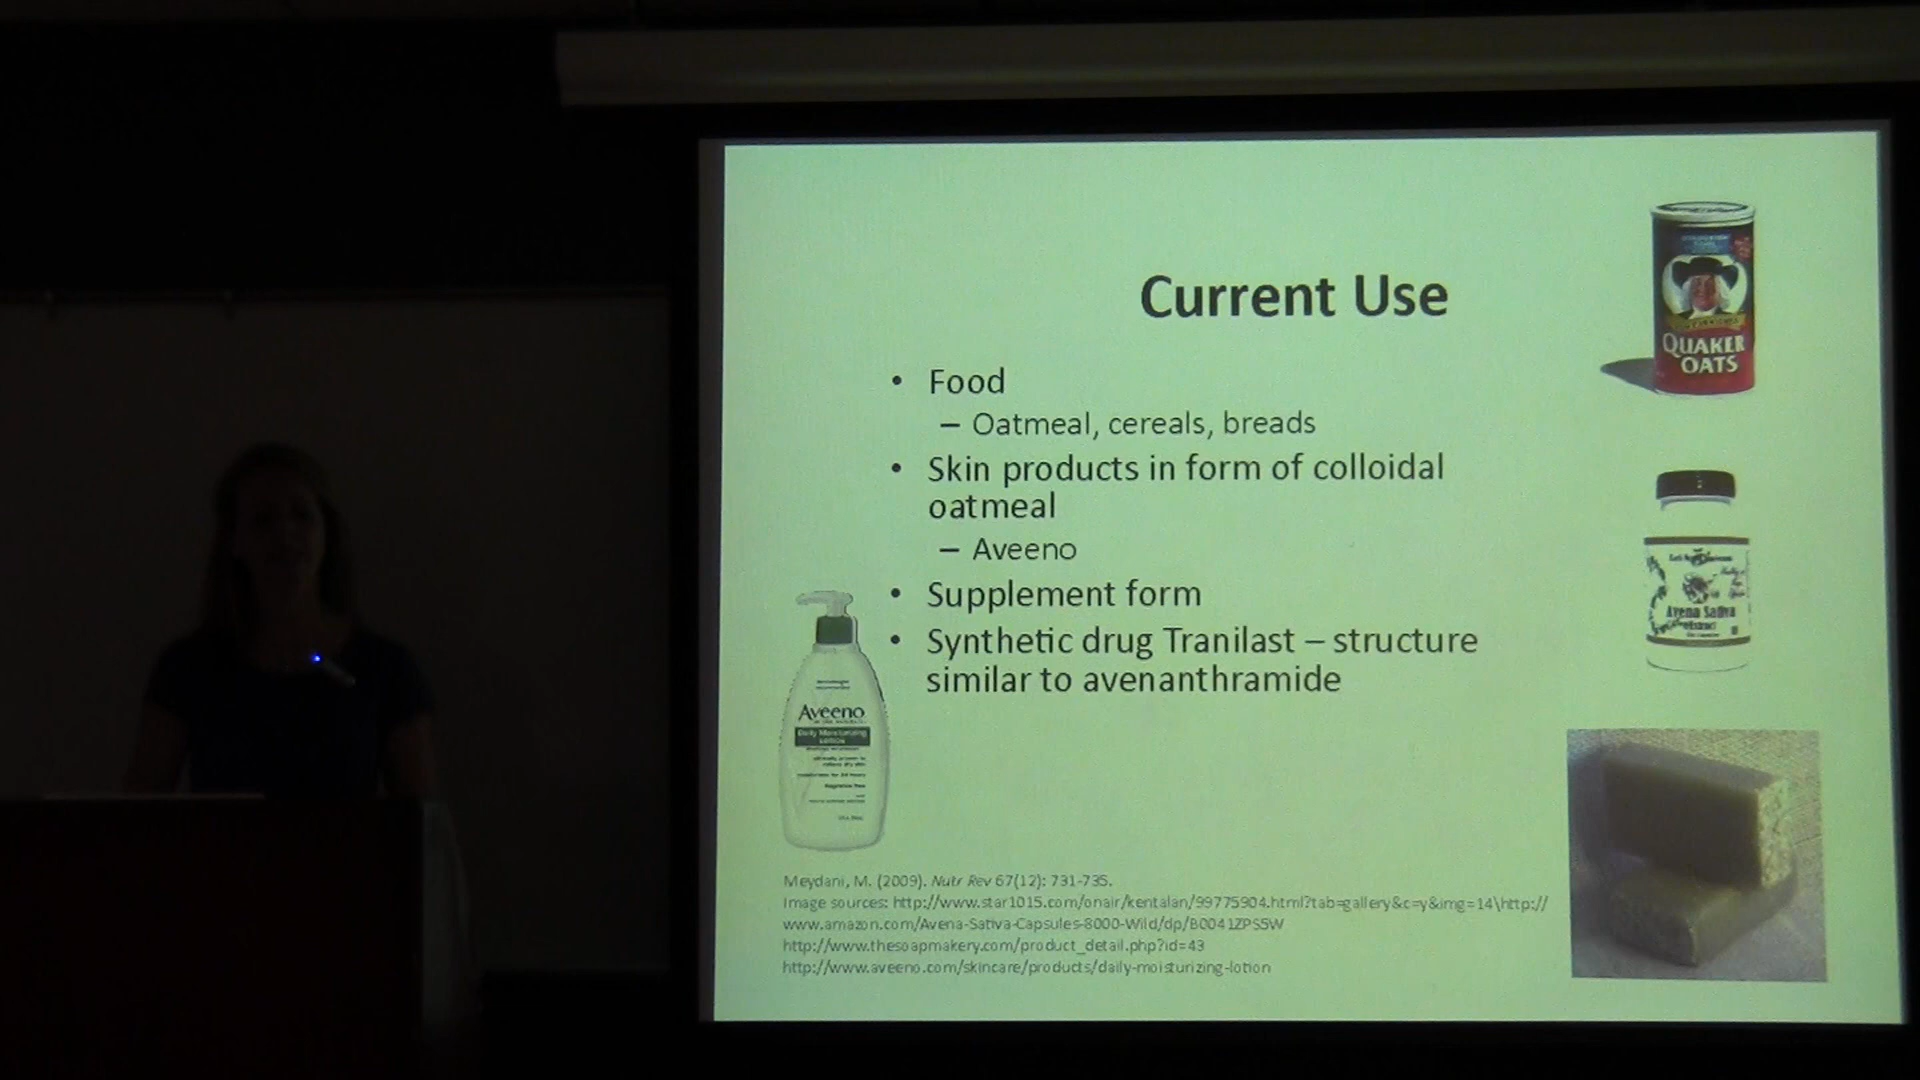 Current Use
• Food
– Oatmeal, cereals, breads
• Skin products in form of colloidal
oatmeal
– Aveeno
• Supplement form
• Synthetic drug Tranilast – structure
similar to avenanthramide
QUAKER
OATS
Avena Sativa
Aveeno
Daily Moisturizing
LOTION
Meydani, M. (2009). Nutr Rev 67(12): 731-735.
Image sources: http://www.star1015.com/onair/kentalan/99775904.html?tab=gallery&c=y&img=14\http://
www.amazon.com/Avena-Sativa-Capsules-8000-Wild/dp/B0041ZPS5W
http://www.thesoapmakery.com/product_detail.php?id=43
http://www.aveeno.com/skincare/products/daily-moisturizing-lotion